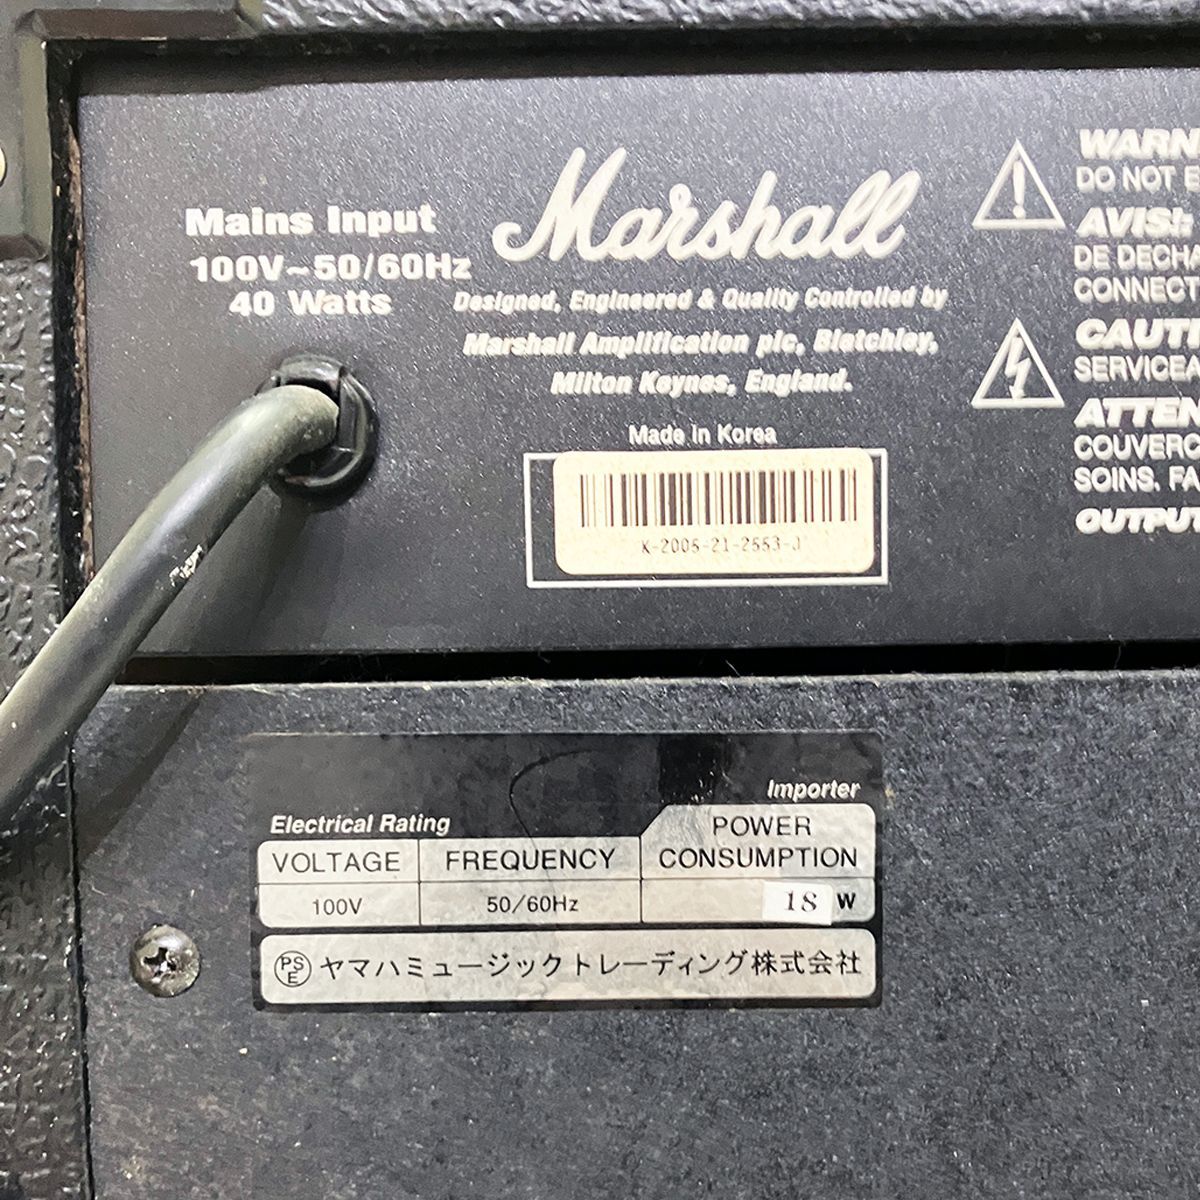 Mains Input
100V~50/60Hz
40 Watts
Marshall
Designed, Engineered & Quality Controlled by
Marshall Amplification plc, Bletchley,
Milton Keynes, England.
Made in Korea
K-2005-21-2553-J
WARN
DO NOT E
AVIS:
DE DECHA
CONNECT
CAUTI
SERVICEA
ATTEN
COUVERC
SOINS. FA
OUTPUT
Importer
Electrical Rating
VOLTAGE FREQUENCY POWER CONSUMPTION
100V 50/60Hz 18 W
PSE ヤマハミュージックトレーディング株式会社